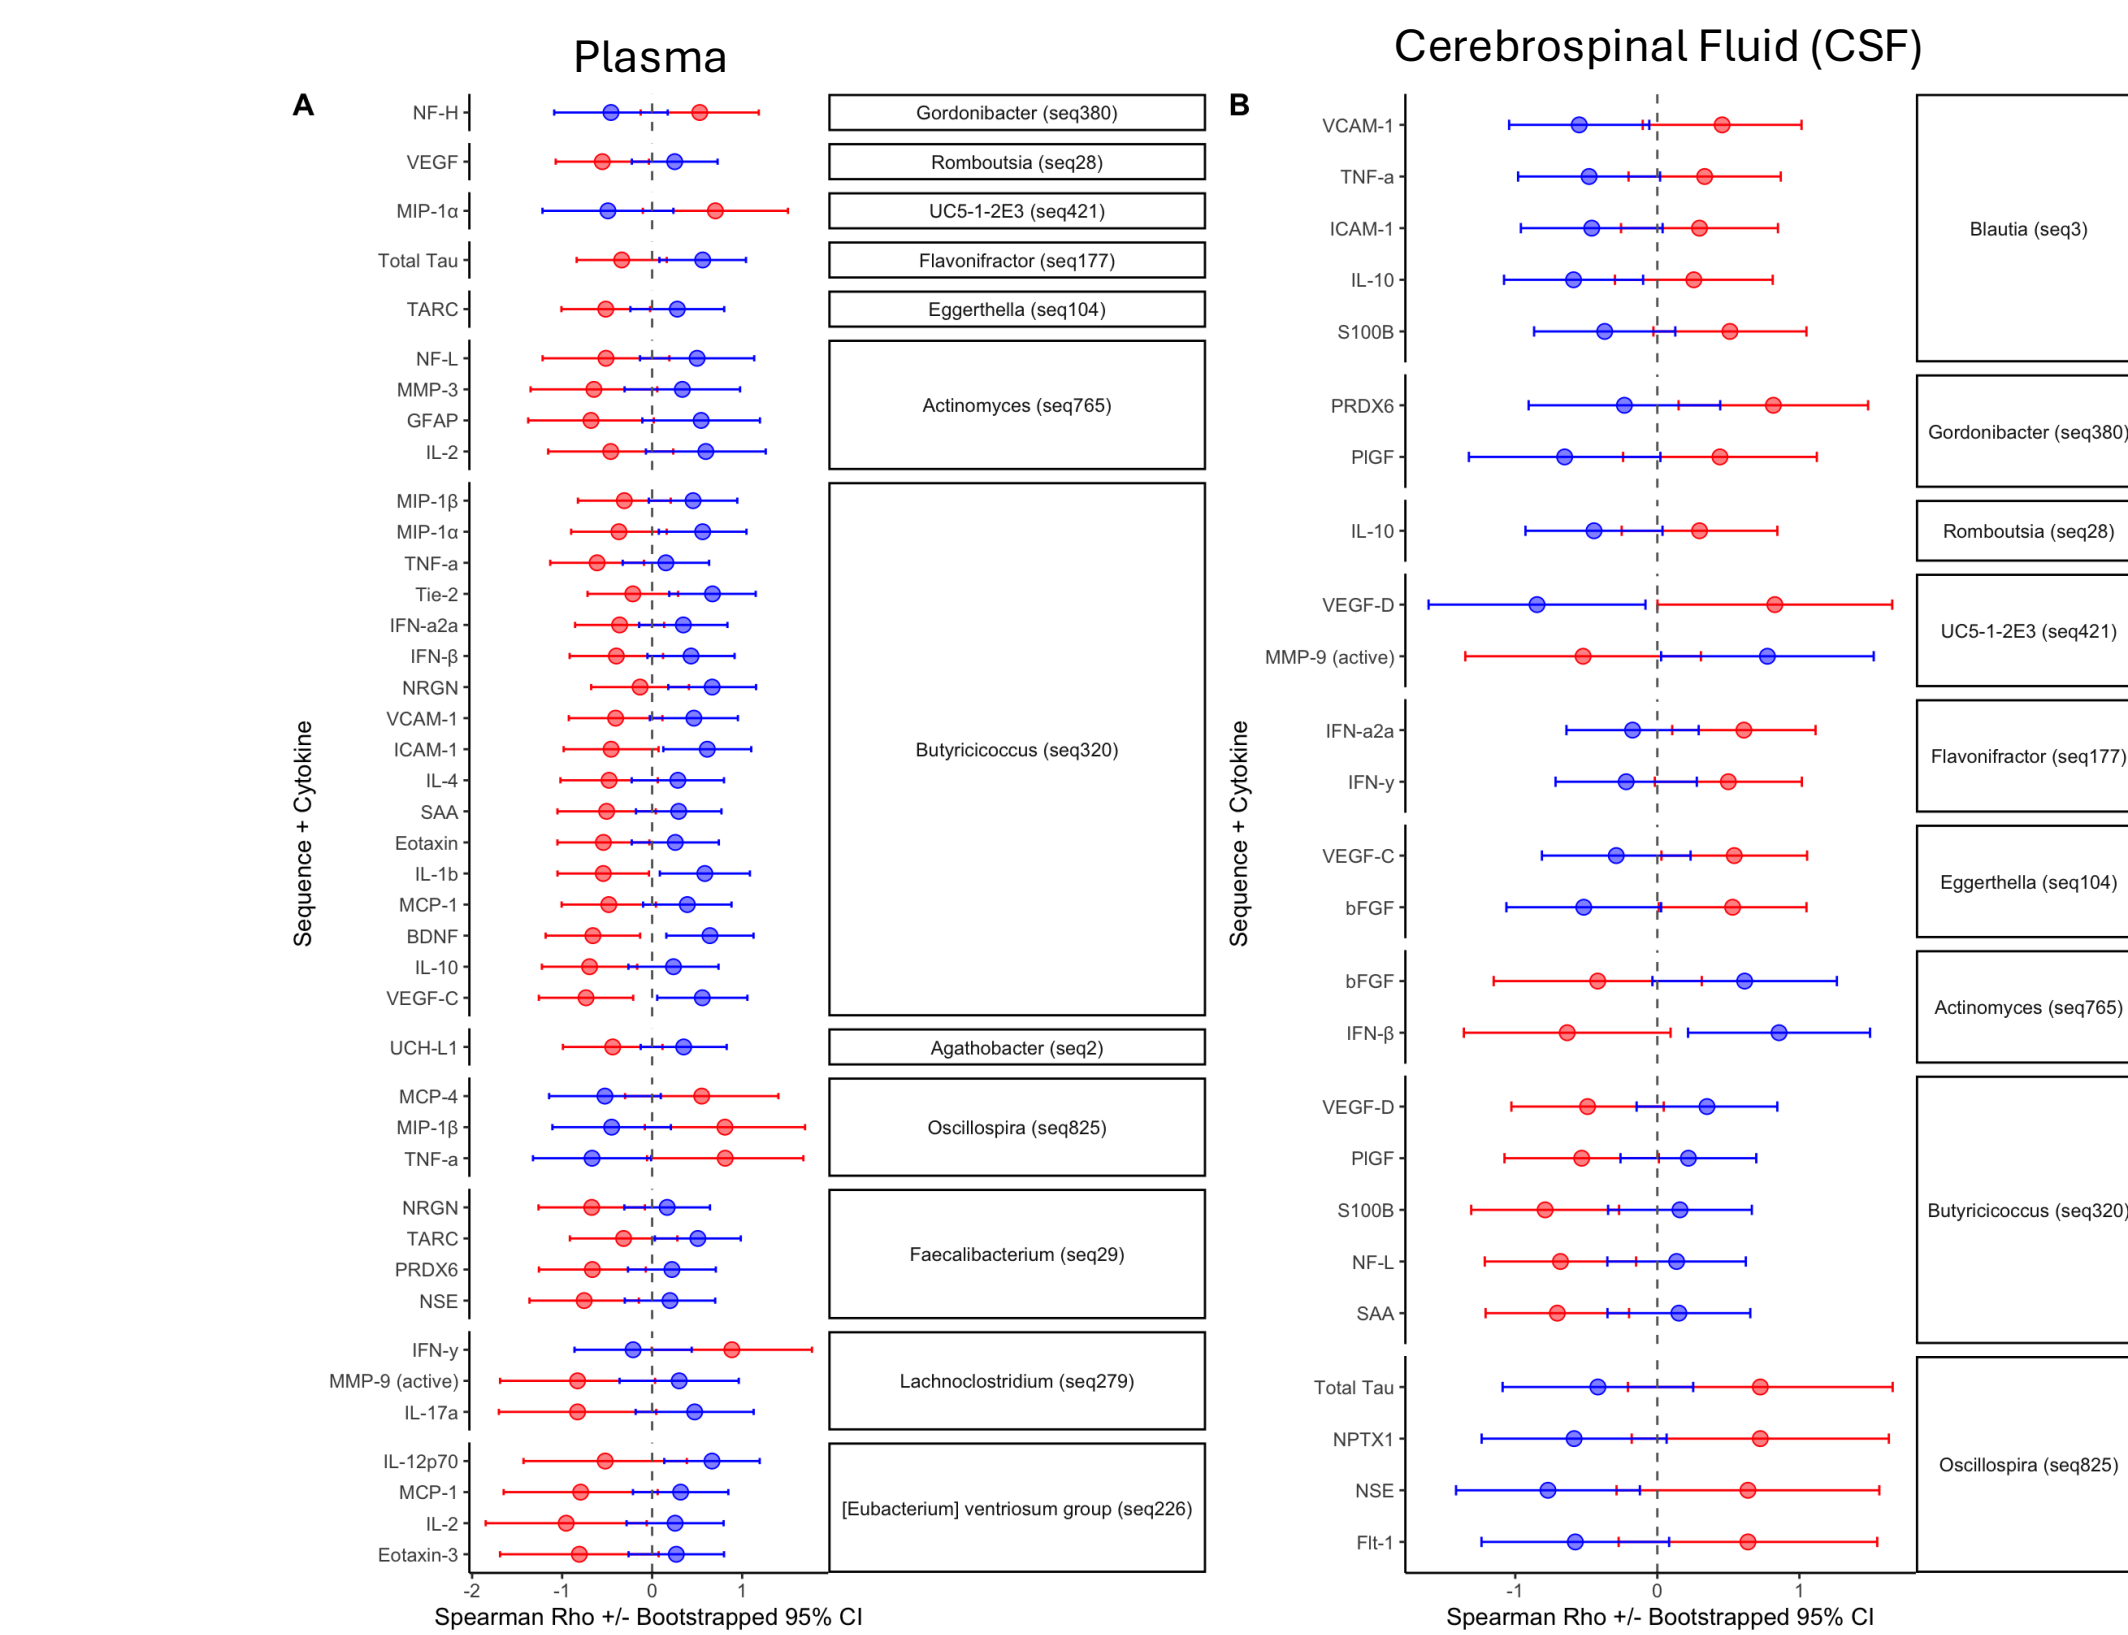 Plasma
Cerebrospinal Fluid (CSF)
A
NF-H
Gordonibacter (seq380)
VEGF
Romboutsia (seq28)
MIP-1α
UC5-1-2E3 (seq421)
Total Tau
Flavonifractor (seq177)
TARC
Eggerthella (seq104)
NF-L
MMP-3
GFAP
IL-2
Actinomyces (seq765)
MIP-1β
MIP-1α
TNF-a
Tie-2
IFN-a2a
IFN-β
NRGN
VCAM-1
ICAM-1
IL-4
SAA
Eotaxin
IL-1b
MCP-1
BDNF
IL-10
VEGF-C
Butyricicoccus (seq320)
UCH-L1
Agathobacter (seq2)
MCP-4
MIP-1β
TNF-a
Oscillospira (seq825)
NRGN
TARC
PRDX6
NSE
Faecalibacterium (seq29)
IFN-y
MMP-9 (active)
IL-17a
Lachnoclostridium (seq279)
IL-12p70
MCP-1
IL-2
Eotaxin-3
[Eubacterium] ventriosum group (seq226)
Sequence + Cytokine
-2 -1 0 1
Spearman Rho +/- Bootstrapped 95% CI
B
VCAM-1
TNF-a
ICAM-1
IL-10
S100B
Blautia (seq3)
PRDX6
PlGF
Gordonibacter (seq380)
IL-10
Romboutsia (seq28)
VEGF-D
MMP-9 (active)
UC5-1-2E3 (seq421)
IFN-a2a
IFN-y
Flavonifractor (seq177)
VEGF-C
bFGF
Eggerthella (seq104)
bFGF
IFN-β
Actinomyces (seq765)
VEGF-D
PlGF
S100B
NF-L
SAA
Butyricicoccus (seq320)
Total Tau
NPTX1
NSE
Flt-1
Oscillospira (seq825)
Sequence + Cytokine
-1 0 1
Spearman Rho +/- Bootstrapped 95% CI